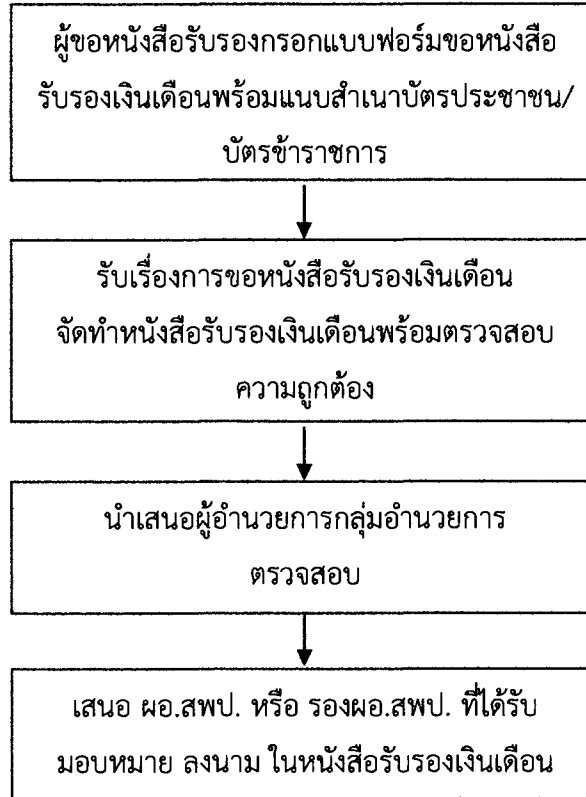 ผู้ขอหนังสือรับรองกรอกแบบฟอร์มขอหนังสือ
รับรองเงินเดือนพร้อมแนบสำเนาบัตรประชาชน/
บัตรข้าราชการ
รับเรื่องการขอหนังสือรับรองเงินเดือน
จัดทำหนังสือรับรองเงินเดือนพร้อมตรวจสอบ
ความถูกต้อง
นำเสนอผู้อำนวยการกลุ่มอำนวยการ
ตรวจสอบ
เสนอ ผอ.สพป. หรือ รองผอ.สพป. ที่ได้รับ
มอบหมาย ลงนาม ในหนังสือรับรองเงินเดือน